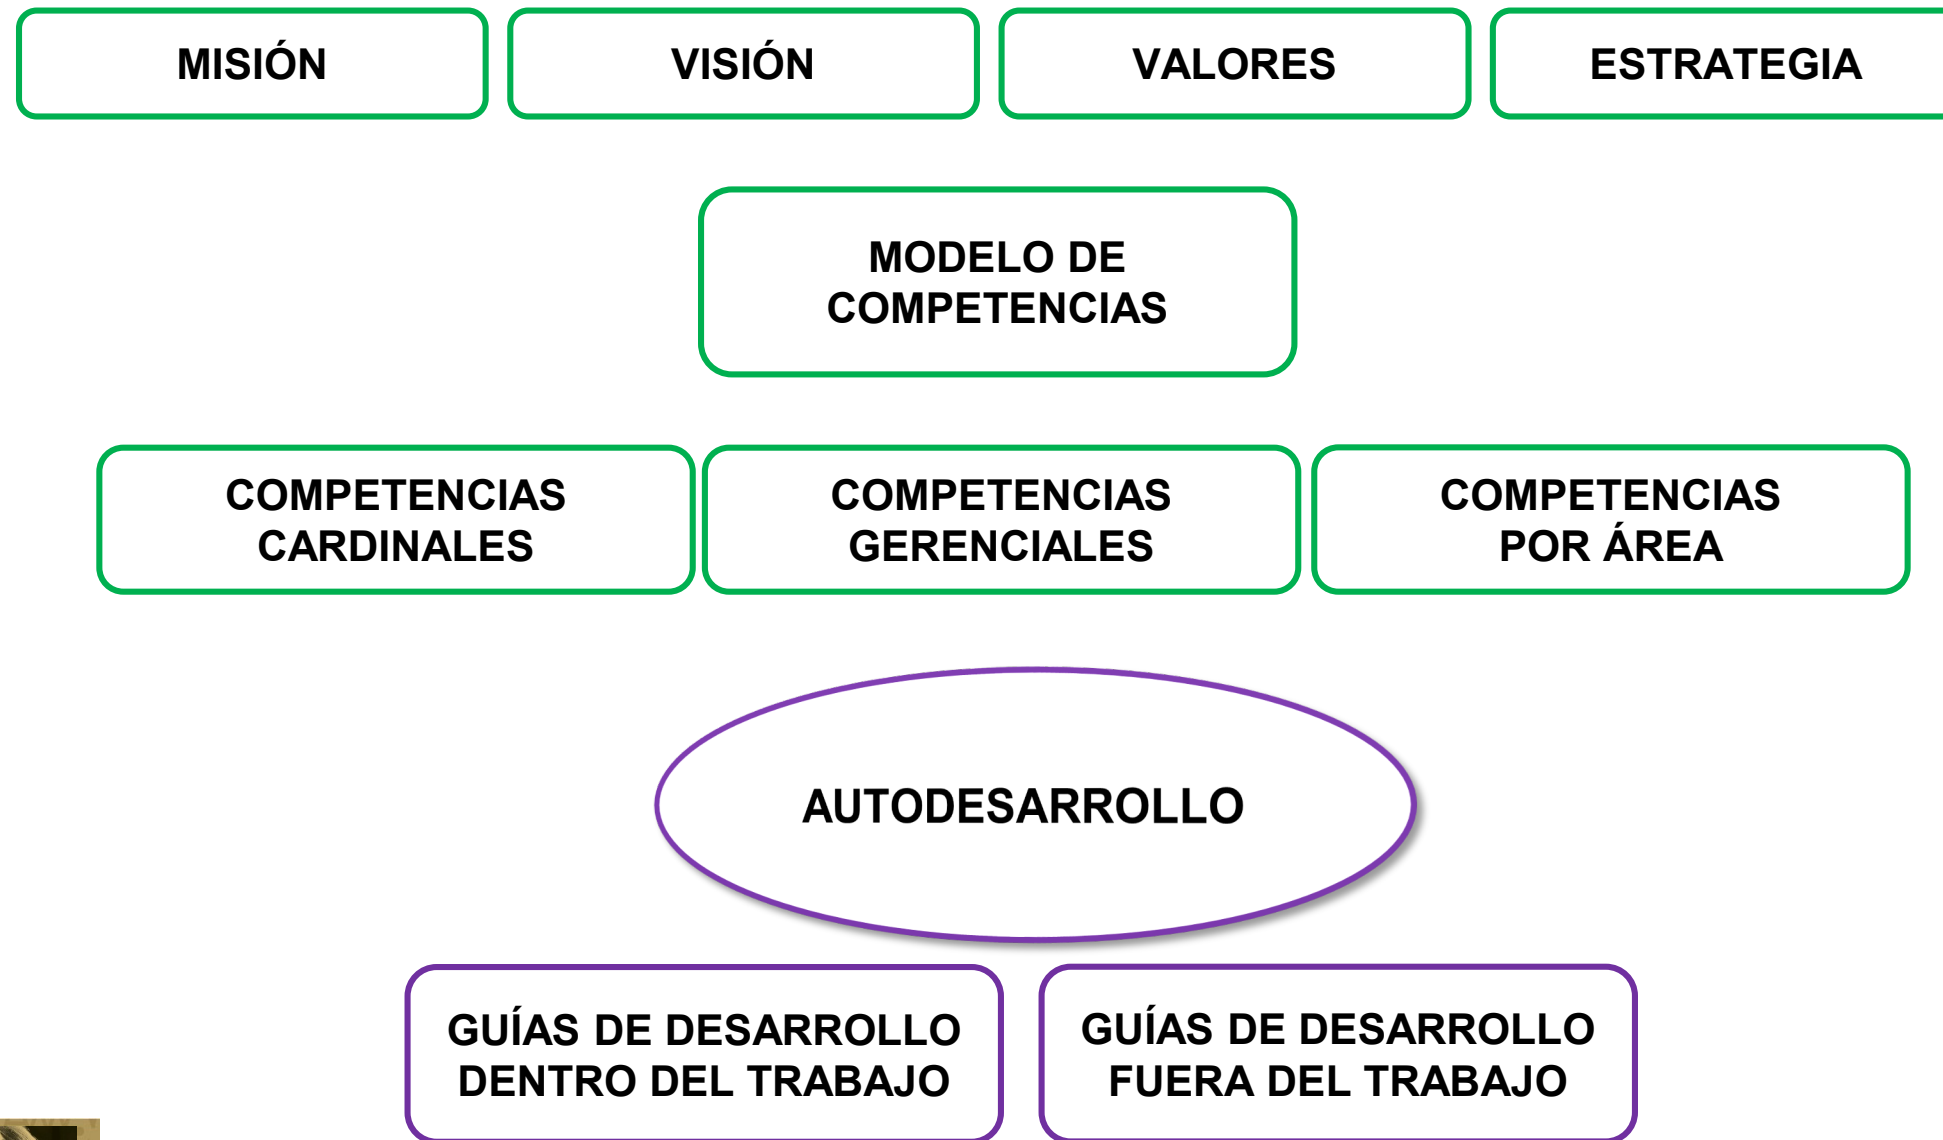 MISIÓN
VISIÓN
VALORES
ESTRATEGIA
MODELO DE
COMPETENCIAS
COMPETENCIAS
CARDINALES
COMPETENCIAS
GERENCIALES
COMPETENCIAS
POR ÁREA
AUTODESARROLLO
GUÍAS DE DESARROLLO
DENTRO DEL TRABAJO
GUÍAS DE DESARROLLO
FUERA DEL TRABAJO